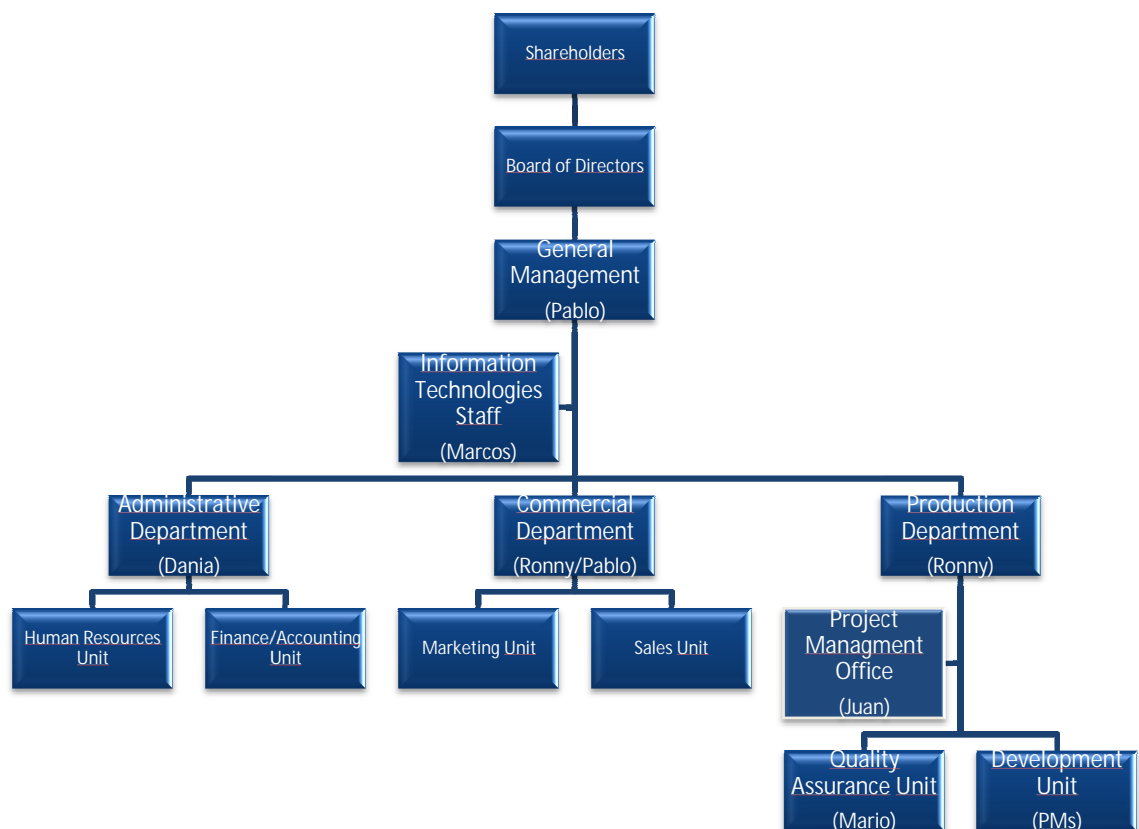 Shareholders
Board of Directors
General
Management
(Pablo)
Information
Technologies
Staff
(Marcos)
Administrative
Department
(Dania)
Commercial
Department
(Ronny/Pablo)
Production
Department
(Ronny)
Human Resources
Unit
Finance/Accounting
Unit
Marketing Unit
Sales Unit
Project
Managment
Office
(Juan)
Quality
Assurance Unit
(Mario)
Development
Unit
(PMs)